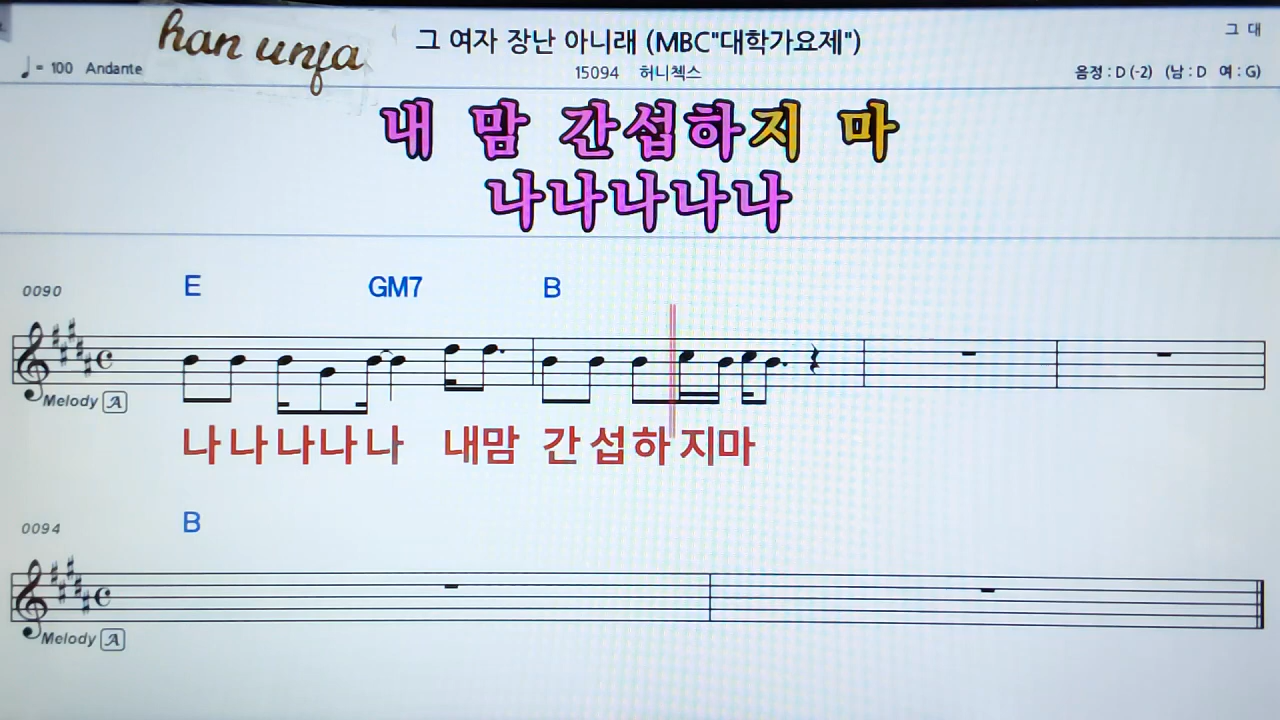 han unfa
그 여자 장난 아니래 (MBC"대학가요제")
그 대
♩= 100 Andante
15094 허니첵스
음정 : D (-2) (남 : D 여 : G)
내 맘 간섭하지 마
나나나나나
0090
E GM7 B
Melody A
나 나 나 나 나 내맘 간 섭 하 지마
0094
B
Melody A